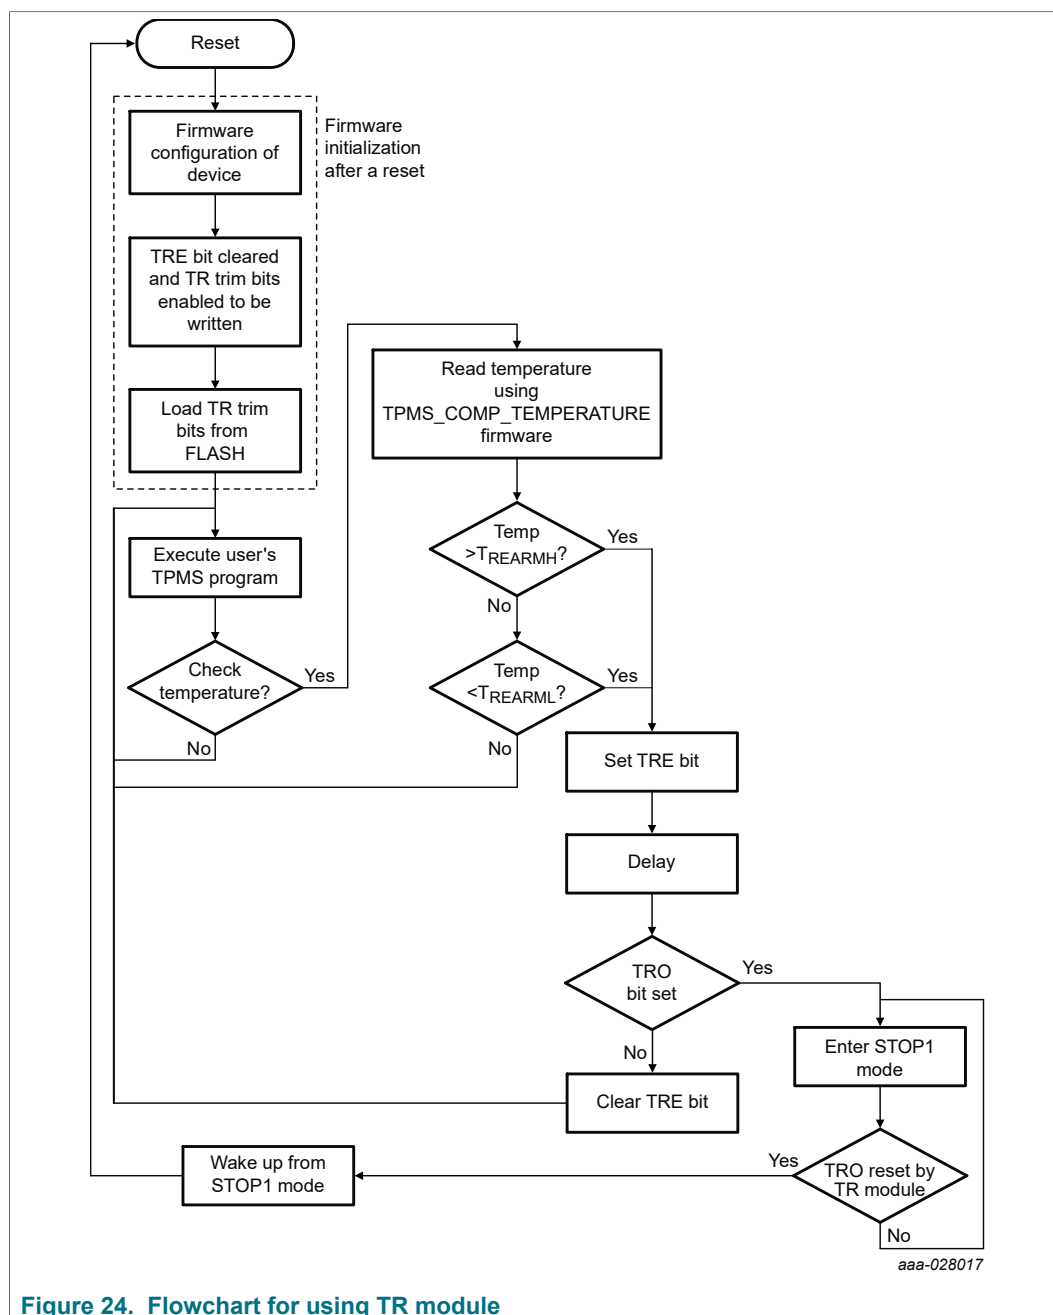 Reset
Firmware
configuration of
device
Firmware
initialization
after a reset
TRE bit cleared
and TR trim bits
enabled to be
written
Load TR trim
bits from
FLASH
Execute user's
TPMS program
Check
temperature?
Yes
No
Read temperature
using
TPMS_COMP_TEMPERATURE
firmware
Temp
>TREARMH?
Yes
No
Temp
<TREARML?
Yes
No
Set TRE bit
Delay
TRO
bit set
Yes
No
Clear TRE bit
Enter STOP1
mode
TRO reset by
TR module
Yes
No
Wake up from
STOP1 mode
aaa-028017
Figure 24. Flowchart for using TR module